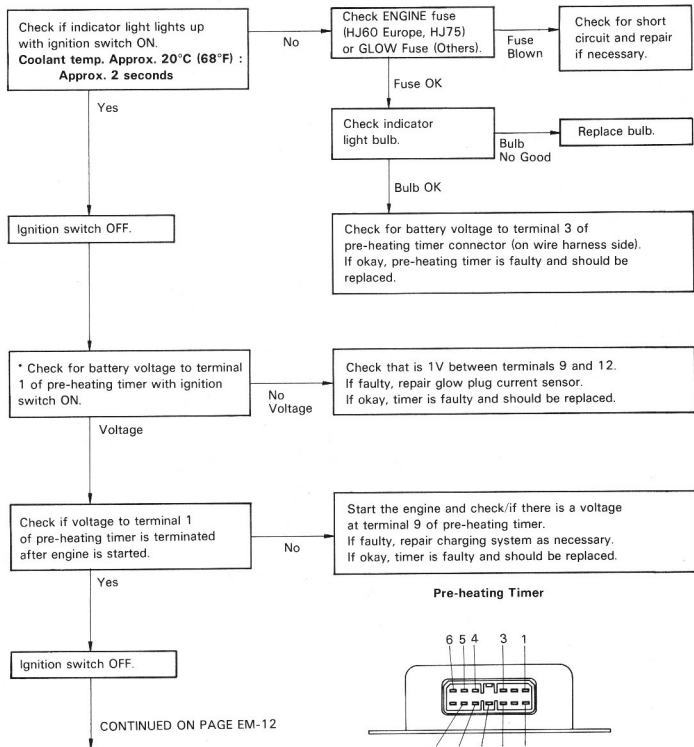 Check if indicator light lights up
with ignition switch ON.
Coolant temp. Approx. 20°C (68°F) :
Approx. 2 seconds
No
Check ENGINE fuse
(HJ60 Europe, HJ75)
or GLOW Fuse (Others).
Fuse
Blown
Check for short
circuit and repair
if necessary.
Fuse OK
Yes
Check indicator
light bulb.
Bulb
No Good
Replace bulb.
Bulb OK
Ignition switch OFF.
Check for battery voltage to terminal 3 of
pre-heating timer connector (on wire harness side).
If okay, pre-heating timer is faulty and should be
replaced.
* Check for battery voltage to terminal
1 of pre-heating timer with ignition
switch ON.
No
Voltage
Check that is 1V between terminals 9 and 12.
If faulty, repair glow plug current sensor.
If okay, timer is faulty and should be replaced.
Voltage
Check if voltage to terminal 1
of pre-heating timer is terminated
after engine is started.
No
Start the engine and check/if there is a voltage
at terminal 9 of pre-heating timer.
If faulty, repair charging system as necessary.
If okay, timer is faulty and should be replaced.
Yes
Pre-heating Timer
Ignition switch OFF.
6 5 4 3 1
CONTINUED ON PAGE EM-12